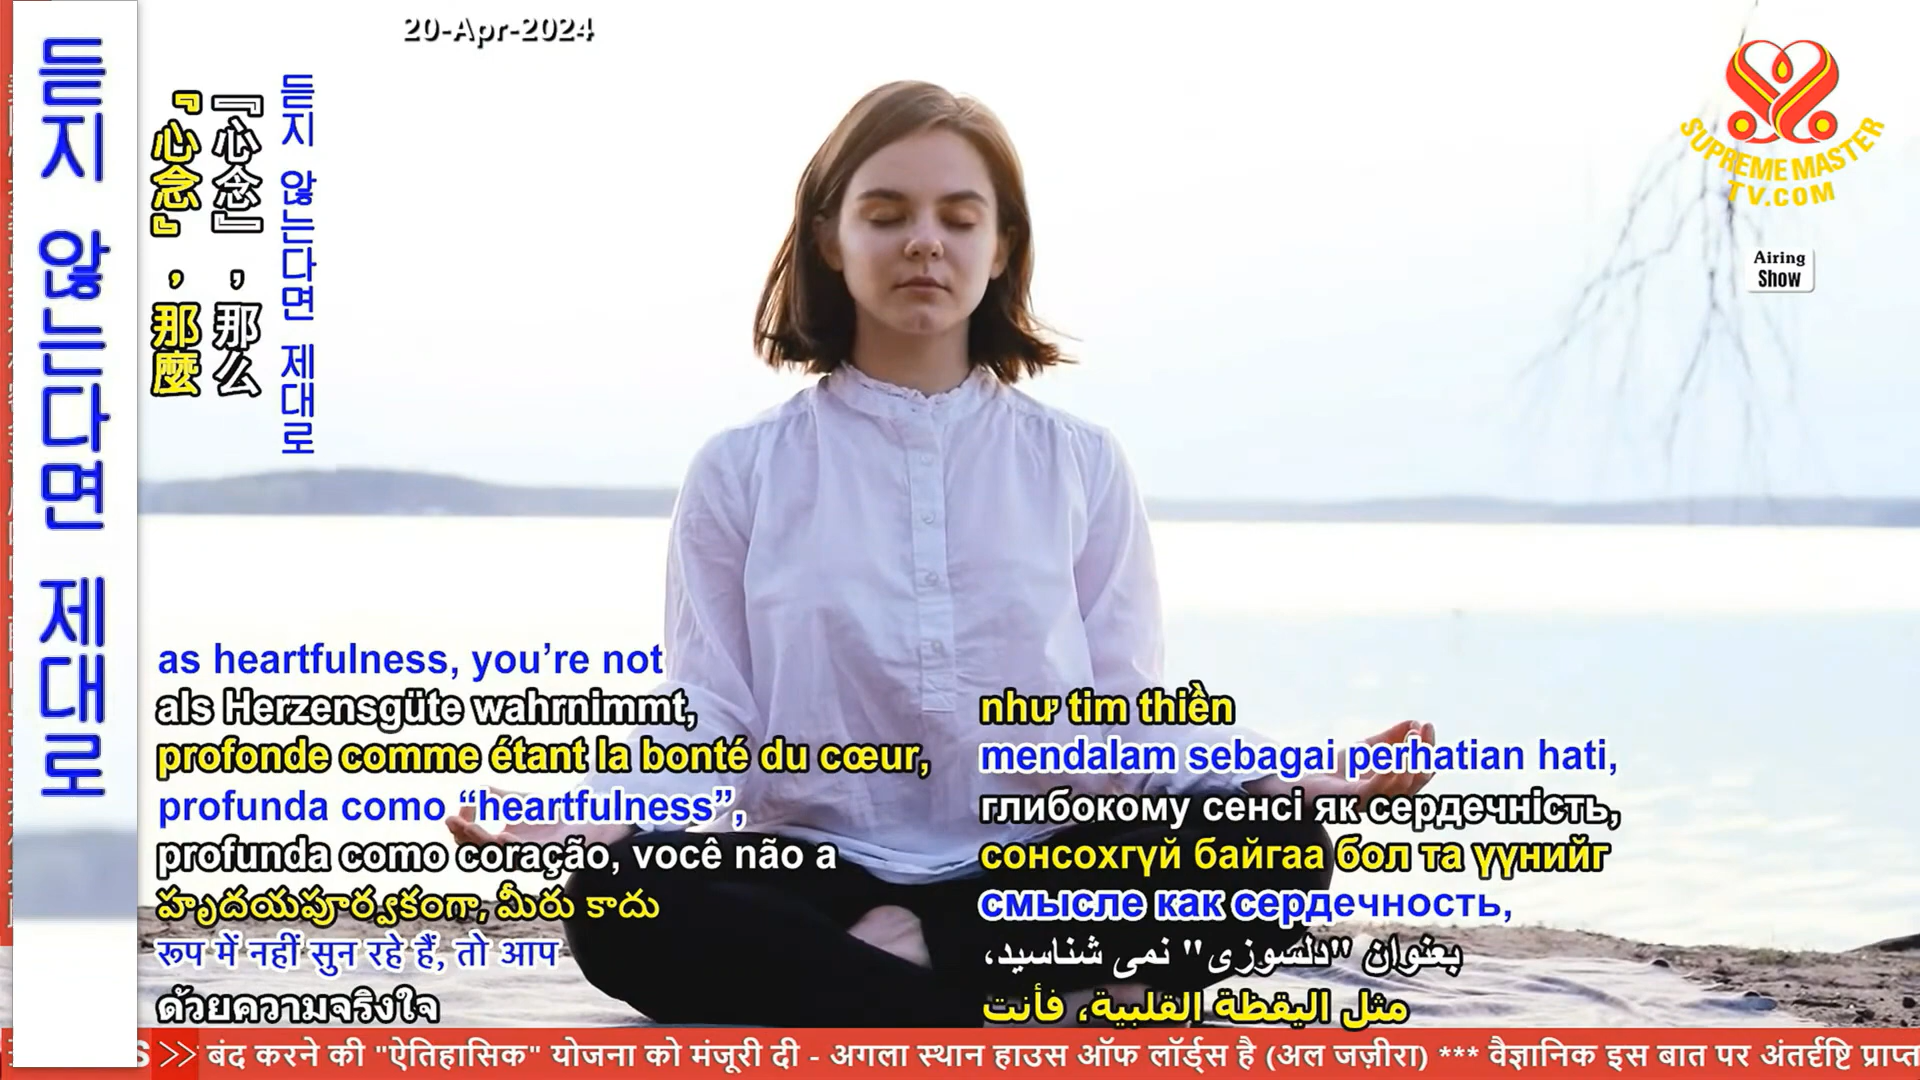 20-Apr-2024
듣지 않는다면 제대로
『心念』，那麼
『心念』，那么
듣지 않는다면 제대로
SUPREME MASTER
TV.COM
Airing
Show
as heartfulness, you’re not
als Herzensgüte wahrnimmt,
profonde comme étant la bonté du cœur,
profunda como “heartfulness”,
profunda como coração, você não a
హృదయపూర్వకంగా, మీరు కాదు
रूप में नहीं सुन रहे हैं, तो आप
ด้วยความจริงใจ
như tim thiền
mendalam sebagai perhatian hati,
глибокому сенсі як сердечність,
сонсохгүй байгаа бол та үүнийг
смысле как сердечность,
بعنوان "دلسوزی" نمی شناسید،
مثل اليقظة القلبية، فأنت
S >> बंद करने की "ऐतिहासिक" योजना को मंजूरी दी - अगला स्थान हाउस ऑफ लॉर्ड्स है (अल जज़ीरा) *** वैज्ञानिक इस बात पर अंतर्दृष्टि प्राप्त